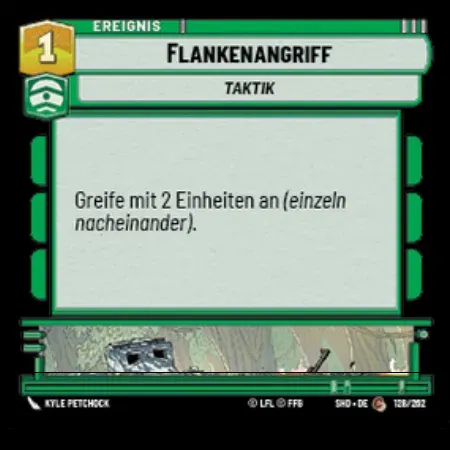 EREIGNIS
1
FLANKENANGRIFF
TAKTIK
Greife mit 2 Einheiten an (einzeln
nacheinander).
KYLE PETCHOCK
© LFL © FFG
SHD • DE
128/262